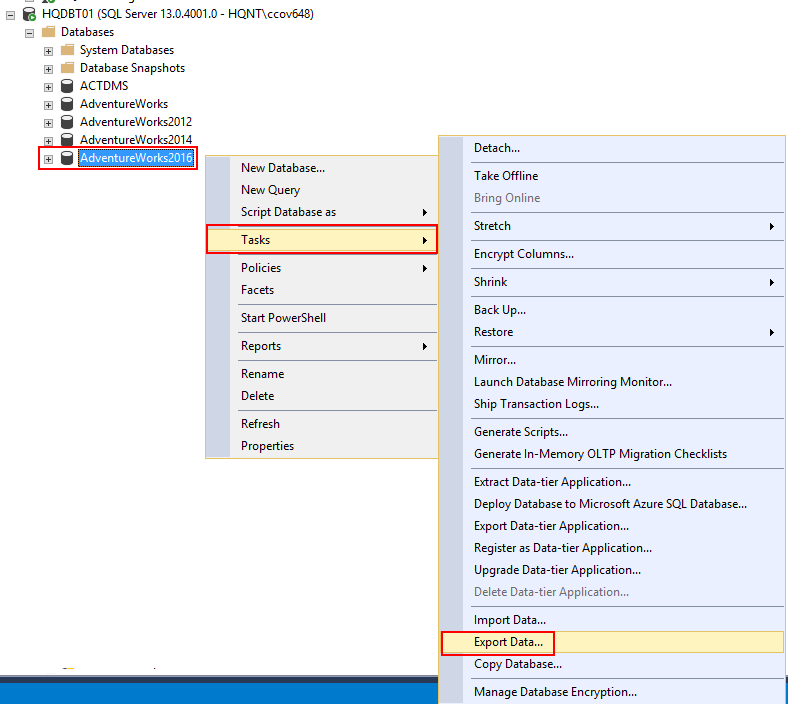 HQDBT01 (SQL Server 13.0.4001.0 - HQNT\ccov648)
Databases
System Databases
Database Snapshots
ACTDMS
AdventureWorks
AdventureWorks2012
AdventureWorks2014
AdventureWorks2016
New Database...
New Query
Script Database as
Tasks
Policies
Facets
Start PowerShell
Reports
Rename
Delete
Refresh
Properties
Detach...
Take Offline
Bring Online
Stretch
Encrypt Columns...
Shrink
Back Up...
Restore
Mirror...
Launch Database Mirroring Monitor...
Ship Transaction Logs...
Generate Scripts...
Generate In-Memory OLTP Migration Checklists
Extract Data-tier Application...
Deploy Database to Microsoft Azure SQL Database...
Export Data-tier Application...
Register as Data-tier Application...
Upgrade Data-tier Application...
Delete Data-tier Application...
Import Data...
Export Data...
Copy Database...
Manage Database Encryption...